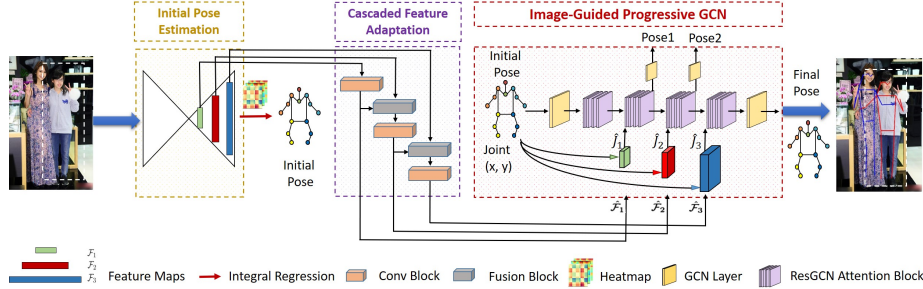 Initial Pose
Estimation
Cascaded Feature
Adaptation
Image-Guided Progressive GCN
Pose1
Pose2
Initial
Pose
Initial
Pose
Joint
(x, y)
Ĵ₁
Ĵ₂
Ĵ₃
Final
Pose
F̂₁
F̂₂
F̂₃
F₁
F₂
F₃
Feature Maps
Integral Regression
Conv Block
Fusion Block
Heatmap
GCN Layer
ResGCN Attention Block